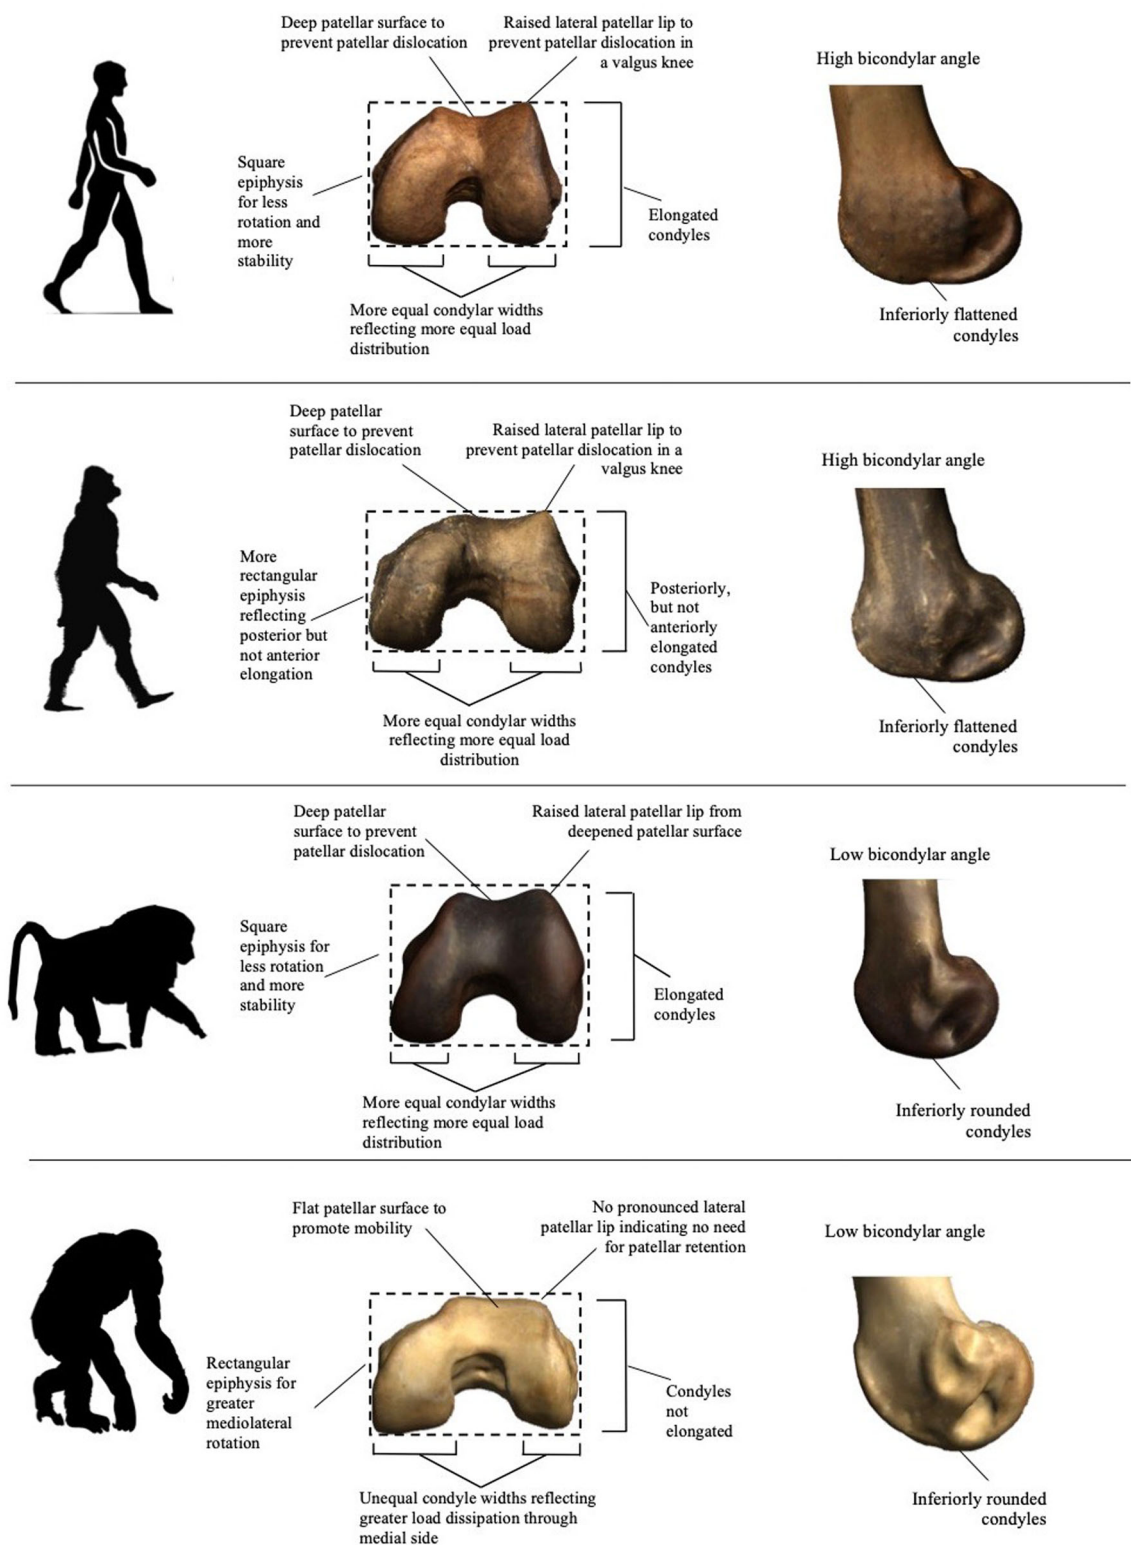 Deep patellar surface to
prevent patellar dislocation
Raised lateral patellar lip to
prevent patellar dislocation in
a valgus knee
High bicondylar angle
Square
epiphysis
for less
rotation and
more
stability
Elongated
condyles
More equal condylar widths
reflecting more equal load
distribution
Inferiorly flattened
condyles
Deep patellar
surface to prevent
patellar dislocation
Raised lateral patellar lip to
prevent patellar dislocation in a
valgus knee
High bicondylar angle
More
rectangular
epiphysis
reflecting
posterior but
not anterior
elongation
Posteriorly,
but not
anteriorly
elongated
condyles
More equal condylar widths
reflecting more equal load
distribution
Inferiorly flattened
condyles
Deep patellar
surface to prevent
patellar dislocation
Raised lateral patellar lip from
deepened patellar surface
Low bicondylar angle
Square
epiphysis for
less rotation
and more
stability
Elongated
condyles
More equal condylar widths
reflecting more equal load
distribution
Inferiorly rounded
condyles
Flat patellar surface to
promote mobility
No pronounced lateral
patellar lip indicating no need
for patellar retention
Low bicondylar angle
Rectangular
epiphysis for
greater
mediolateral
rotation
Condyles
not
elongated
Unequal condyle widths reflecting
greater load dissipation through
medial side
Inferiorly rounded
condyles